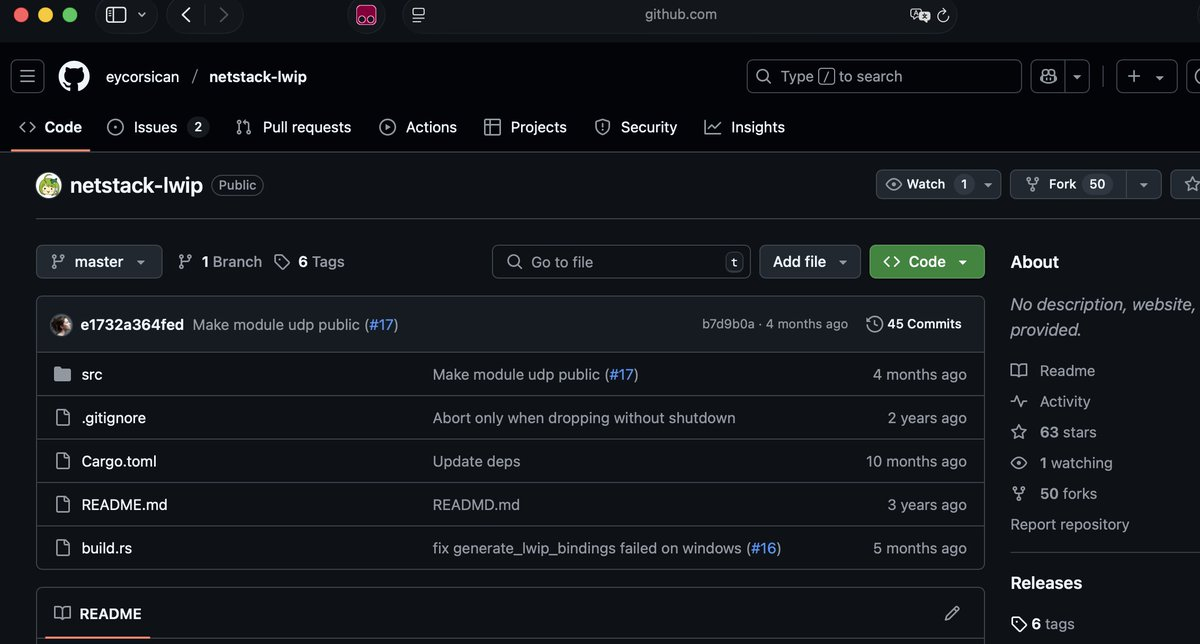 github.com
eycorsican / netstack-lwip
Type / to search
Code Issues 2 Pull requests Actions Projects Security Insights
netstack-lwip Public
Watch 1 Fork 50
master 1 Branch 6 Tags Go to file t Add file Code
About
No description, website,
provided.
e1732a364fed Make module udp public (#17) b7d9b0a · 4 months ago 45 Commits
src Make module udp public (#17) 4 months ago
.gitignore Abort only when dropping without shutdown 2 years ago
Cargo.toml Update deps 10 months ago
README.md READMD.md 3 years ago
build.rs fix generate_lwip_bindings failed on windows (#16) 5 months ago
README
Readme
Activity
63 stars
1 watching
50 forks
Report repository
Releases
6 tags